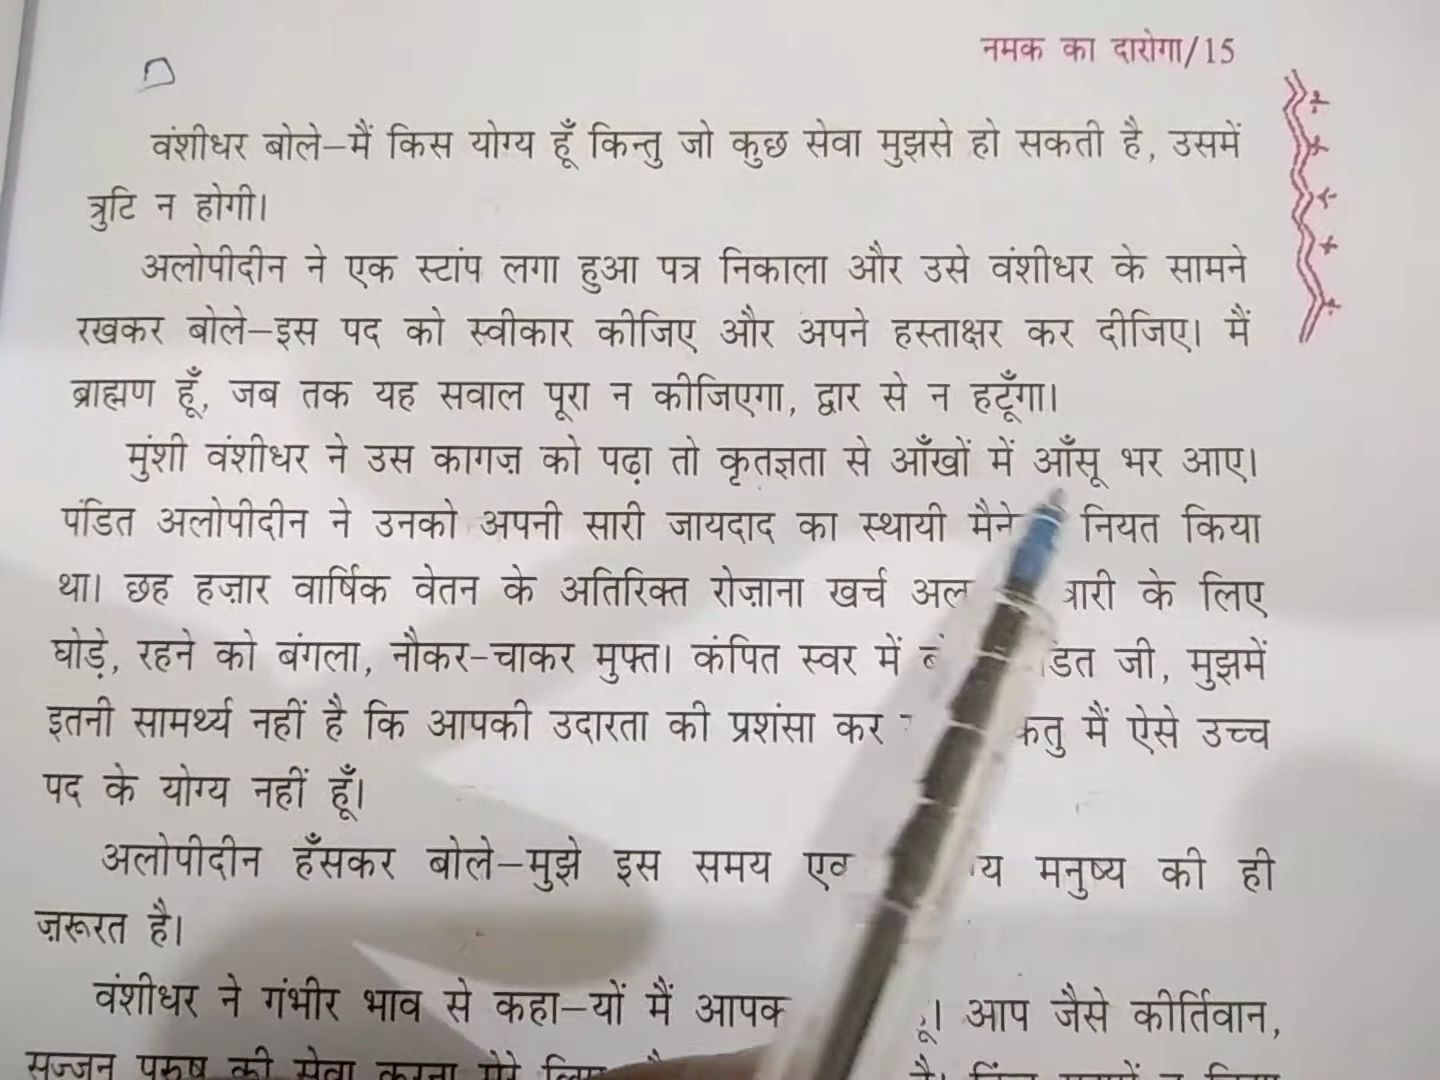 नमक का दारोगा/15
वंशीधर बोले–मैं किस योग्य हूँ किन्तु जो कुछ सेवा मुझसे हो सकती है, उसमें
त्रुटि न होगी।
अलोपीदीन ने एक स्टांप लगा हुआ पत्र निकाला और उसे वंशीधर के सामने
रखकर बोले–इस पद को स्वीकार कीजिए और अपने हस्ताक्षर कर दीजिए। मैं
ब्राह्मण हूँ, जब तक यह सवाल पूरा न कीजिएगा, द्वार से न हटूँगा।
मुंशी वंशीधर ने उस कागज़ को पढ़ा तो कृतज्ञता से आँखों में आँसू भर आए।
पंडित अलोपीदीन ने उनको अपनी सारी जायदाद का स्थायी नियत किया
था। छह हज़ार वार्षिक वेतन के अतिरिक्त रोज़ाना खर्च के लिए
घोड़े, रहने को बंगला, नौकर-चाकर मुफ्त। कंपित स्वर में जी, मुझमें
इतनी सामर्थ्य नहीं है कि आपकी उदारता की प्रशंसा कर मैं ऐसे उच्च
पद के योग्य नहीं हूँ।
अलोपीदीन हँसकर बोले–मुझे इस समय मनुष्य की ही
ज़रूरत है।
वंशीधर ने गंभीर भाव से कहा–यों मैं आप जैसे कीर्तिवान,
सज्जन पुरुष की सेवा करना